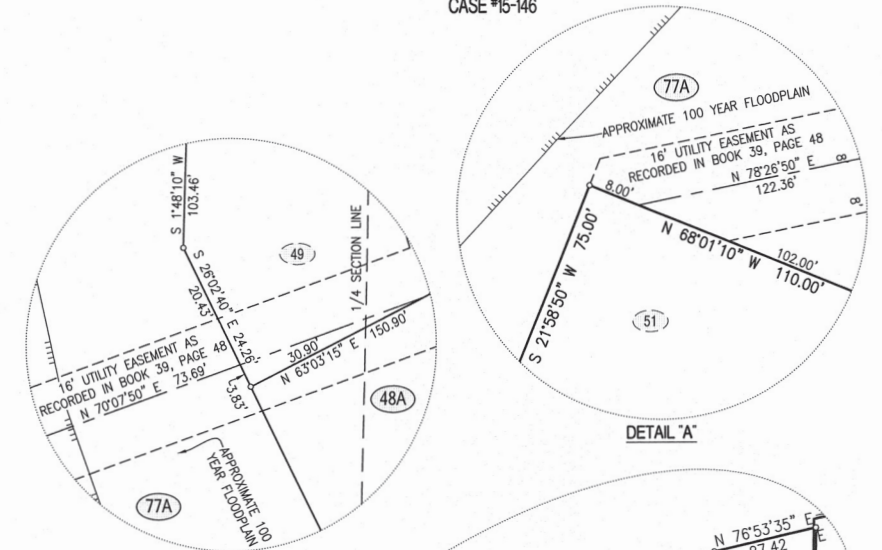 CASE #15-146
77A
APPROXIMATE 100 YEAR FLOODPLAIN
16' UTILITY EASEMENT AS
RECORDED IN BOOK 39, PAGE 48
N 78°26'50" E
122.36'
8'
8'
8.00'
N 68°01'10" W 110.00'
102.00'
S 21°58'50" W 75.00'
51
DETAIL "A"
S 1°48'10" W
103.46'
49
1/4 SECTION LINE
S 26°02'40" E 24.26'
20.43'
16' UTILITY EASEMENT AS
RECORDED IN BOOK 39, PAGE 48
N 70°07'50" E 73.69'
30.90'
N 63°03'15" E 150.90'
3.83'
48A
APPROXIMATE 100
YEAR FLOODPLAIN
77A
N 76°53'35" E
27.42
E